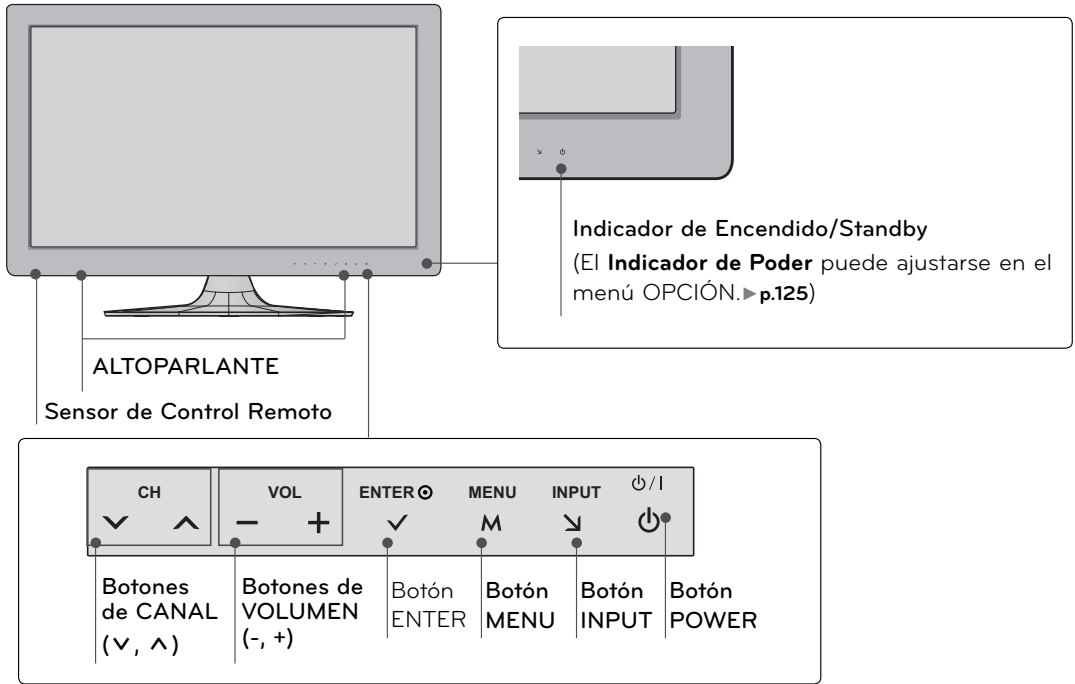 Indicador de Encendido/Standby
(El Indicador de Poder puede ajustarse en el
menú OPCIÓN.▶p.125)
ALTOPARLANTE
Sensor de Control Remoto
CH
VOL
ENTER
MENU
INPUT
⏻/I
- +
M
Botones
de CANAL
(∨, ∧)
Botones de
VOLUMEN
(-, +)
Botón
ENTER
Botón
MENU
Botón
INPUT
Botón
POWER